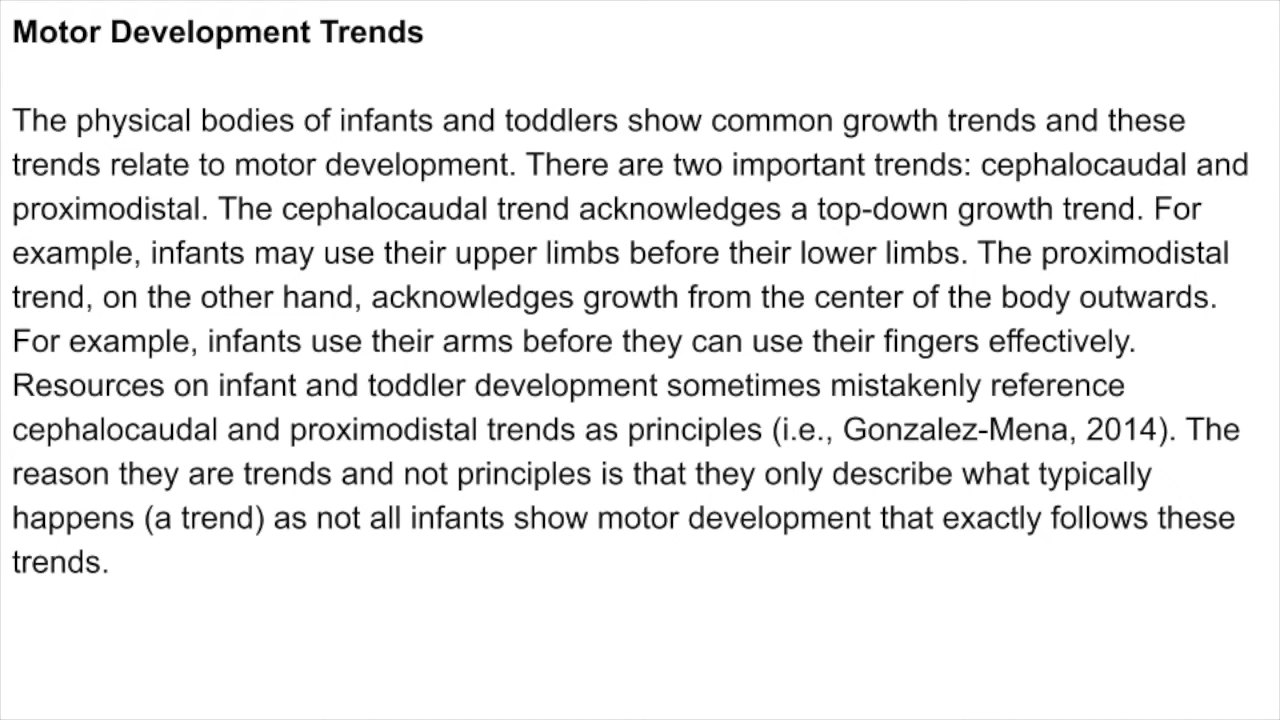 Motor Development Trends
The physical bodies of infants and toddlers show common growth trends and these
trends relate to motor development. There are two important trends: cephalocaudal and
proximodistal. The cephalocaudal trend acknowledges a top-down growth trend. For
example, infants may use their upper limbs before their lower limbs. The proximodistal
trend, on the other hand, acknowledges growth from the center of the body outwards.
For example, infants use their arms before they can use their fingers effectively.
Resources on infant and toddler development sometimes mistakenly reference
cephalocaudal and proximodistal trends as principles (i.e., Gonzalez-Mena, 2014). The
reason they are trends and not principles is that they only describe what typically
happens (a trend) as not all infants show motor development that exactly follows these
trends.